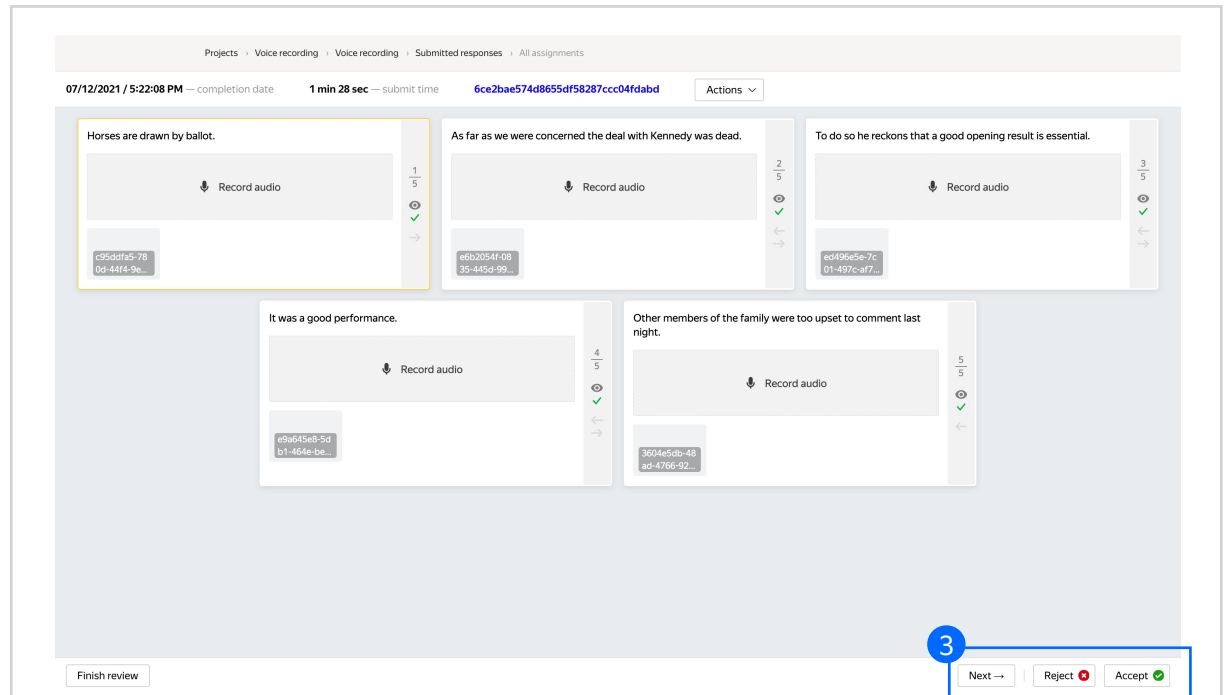 Projects › Voice recording › Voice recording › Submitted responses › All assignments
07/12/2021 / 5:22:08 PM — completion date 1 min 28 sec — submit time 6ce2bae574d8655df58287ccc04fdabd Actions
Horses are drawn by ballot.
Record audio
1
5
c95ddfa5-78
0d-44f4-9e...
As far as we were concerned the deal with Kennedy was dead.
Record audio
2
5
e6b2054f-08
35-445d-99...
To do so he reckons that a good opening result is essential.
Record audio
3
5
ed496e5e-7c
01-497c-af7...
It was a good performance.
Record audio
4
5
e9a645e8-5d
b1-464e-be...
Other members of the family were too upset to comment last
night.
Record audio
5
5
3604e5db-48
ad-4766-92...
3
Finish review Next → Reject Accept